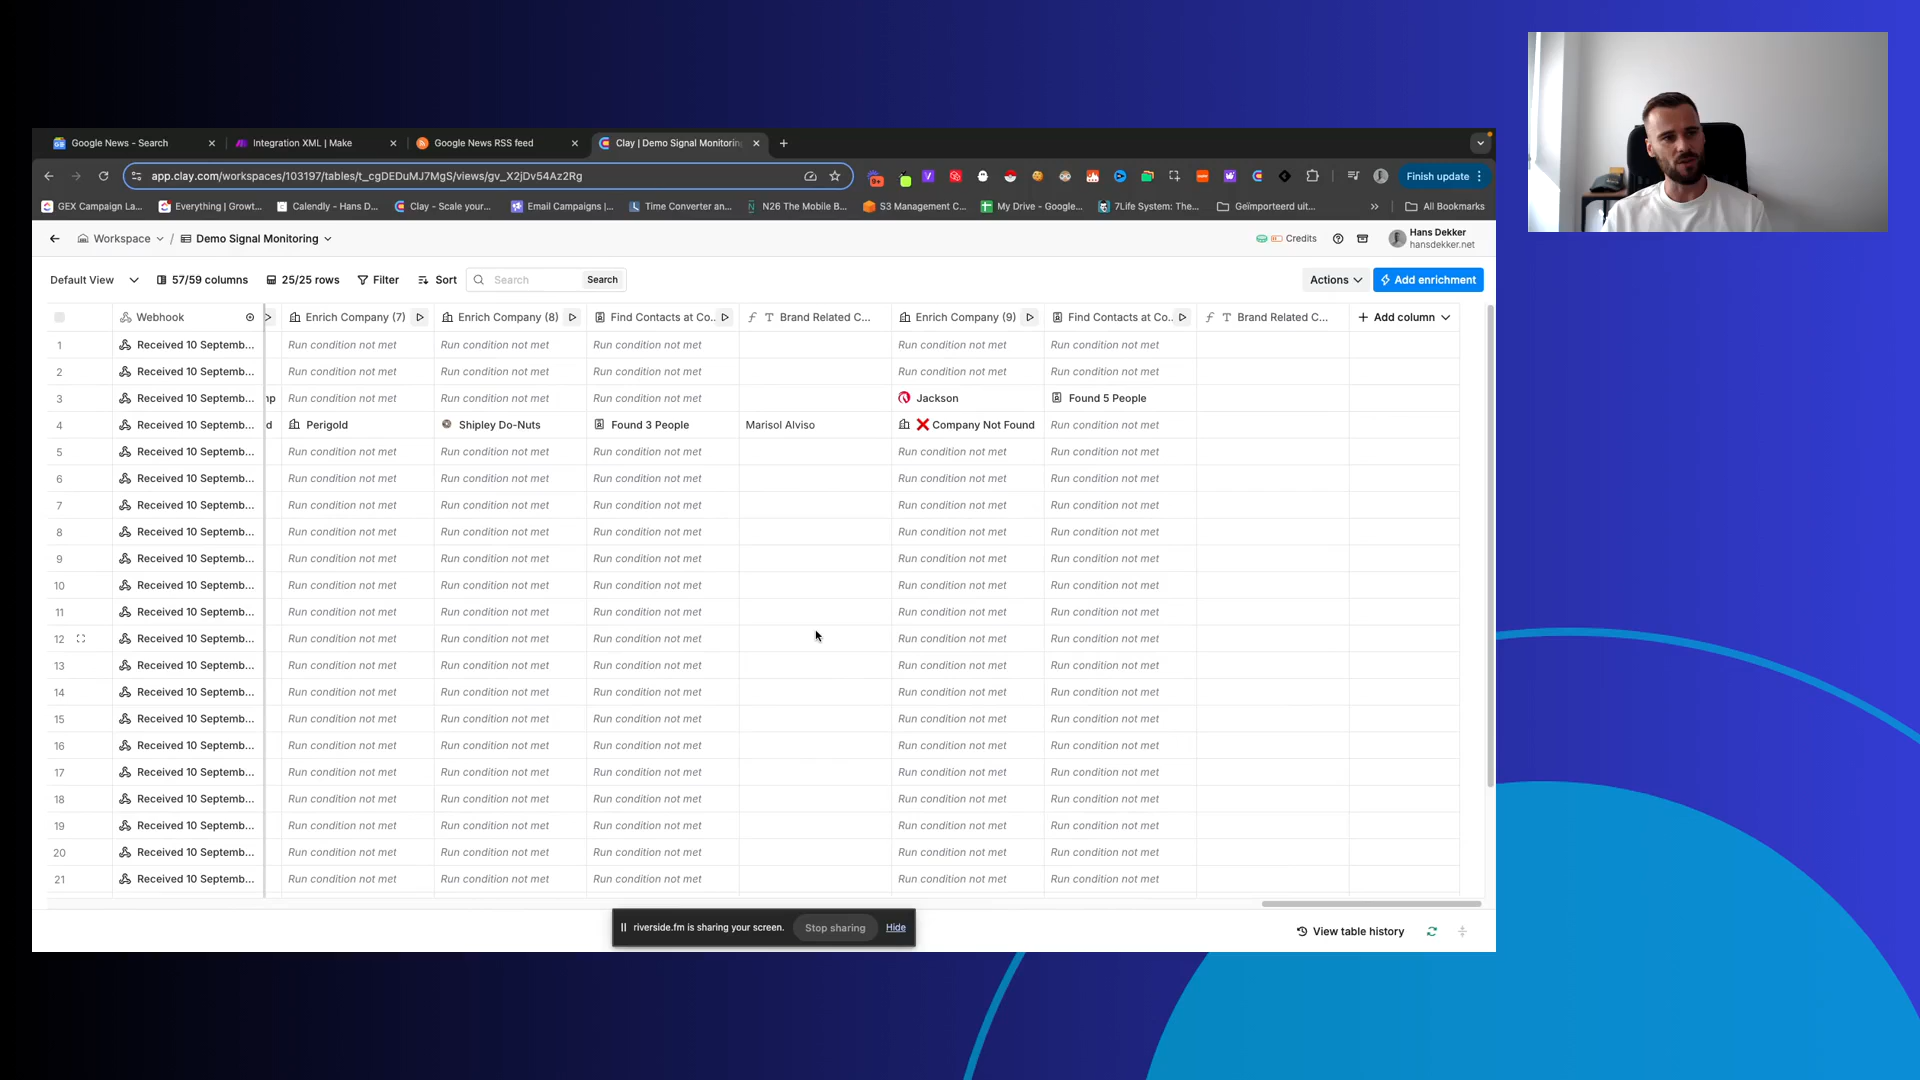 Google News - Search
Integration XML | Make
Google News RSS feed
Clay | Demo Signal Monitorin
app.clay.com/workspaces/103197/tables/t_cgDEDuMJ7MgS/views/gv_X2jDv54Az2Rg
9+
Finish update
GEX Campaign La...
Everything | Growt...
Calendly - Hans D...
Clay - Scale your...
Email Campaigns |...
Time Converter an...
N26 The Mobile B...
S3 Management C...
My Drive - Google...
7Life System: The...
Geïmporteerd uit...
All Bookmarks
Workspace / Demo Signal Monitoring
Credits
Hans Dekker
hansdekker.net
Default View
57/59 columns
25/25 rows
Filter
Sort
Search
Search
Actions
Add enrichment
Webhook Enrich Company (7) Enrich Company (8) Find Contacts at Co... Brand Related C... Enrich Company (9) Find Contacts at Co... Brand Related C... Add column
1 Received 10 Septemb... Run condition not met Run condition not met Run condition not met Run condition not met Run condition not met
2 Received 10 Septemb... Run condition not met Run condition not met Run condition not met Run condition not met Run condition not met
3 Received 10 Septemb... Run condition not met Run condition not met Run condition not met Jackson Found 5 People
4 Received 10 Septemb... d Perigold Shipley Do-Nuts Found 3 People Marisol Alviso ❌ Company Not Found Run condition not met
5 Received 10 Septemb... Run condition not met Run condition not met Run condition not met Run condition not met Run condition not met
6 Received 10 Septemb... Run condition not met Run condition not met Run condition not met Run condition not met Run condition not met
7 Received 10 Septemb... Run condition not met Run condition not met Run condition not met Run condition not met Run condition not met
8 Received 10 Septemb... Run condition not met Run condition not met Run condition not met Run condition not met Run condition not met
9 Received 10 Septemb... Run condition not met Run condition not met Run condition not met Run condition not met Run condition not met
10 Received 10 Septemb... Run condition not met Run condition not met Run condition not met Run condition not met Run condition not met
11 Received 10 Septemb... Run condition not met Run condition not met Run condition not met Run condition not met Run condition not met
12 Received 10 Septemb... Run condition not met Run condition not met Run condition not met Run condition not met Run condition not met
13 Received 10 Septemb... Run condition not met Run condition not met Run condition not met Run condition not met Run condition not met
14 Received 10 Septemb... Run condition not met Run condition not met Run condition not met Run condition not met Run condition not met
15 Received 10 Septemb... Run condition not met Run condition not met Run condition not met Run condition not met Run condition not met
16 Received 10 Septemb... Run condition not met Run condition not met Run condition not met Run condition not met Run condition not met
17 Received 10 Septemb... Run condition not met Run condition not met Run condition not met Run condition not met Run condition not met
18 Received 10 Septemb... Run condition not met Run condition not met Run condition not met Run condition not met Run condition not met
19 Received 10 Septemb... Run condition not met Run condition not met Run condition not met Run condition not met Run condition not met
20 Received 10 Septemb... Run condition not met Run condition not met Run condition not met Run condition not met Run condition not met
21 Received 10 Septemb... Run condition not met Run condition not met Run condition not met Run condition not met Run condition not met
riverside.fm is sharing your screen.
Stop sharing
Hide
View table history